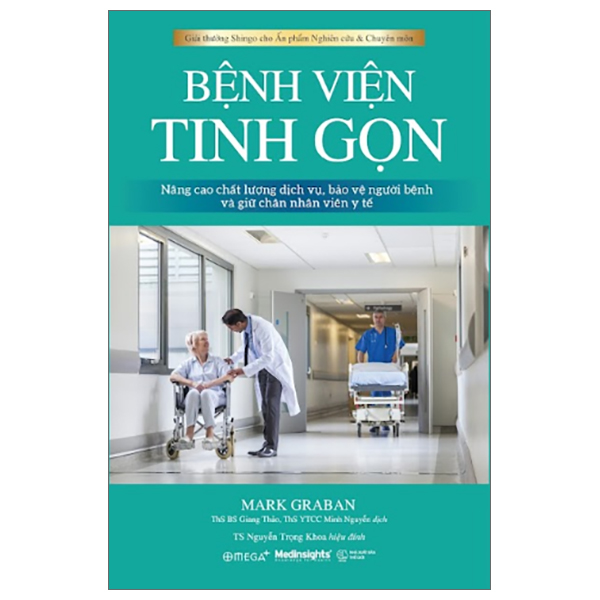 Giải thưởng Shingo cho Ấn phẩm Nghiên cứu & Chuyên môn
BỆNH VIỆN
TINH GỌN
Nâng cao chất lượng dịch vụ, bảo vệ người bệnh
và giữ chân nhân viên y tế
MARK GRABAN
ThS BS Giang Thảo, ThS YTCC Minh Nguyễn dịch
TS Nguyễn Trọng Khoa hiệu đính
OMEGA+ Medinsights